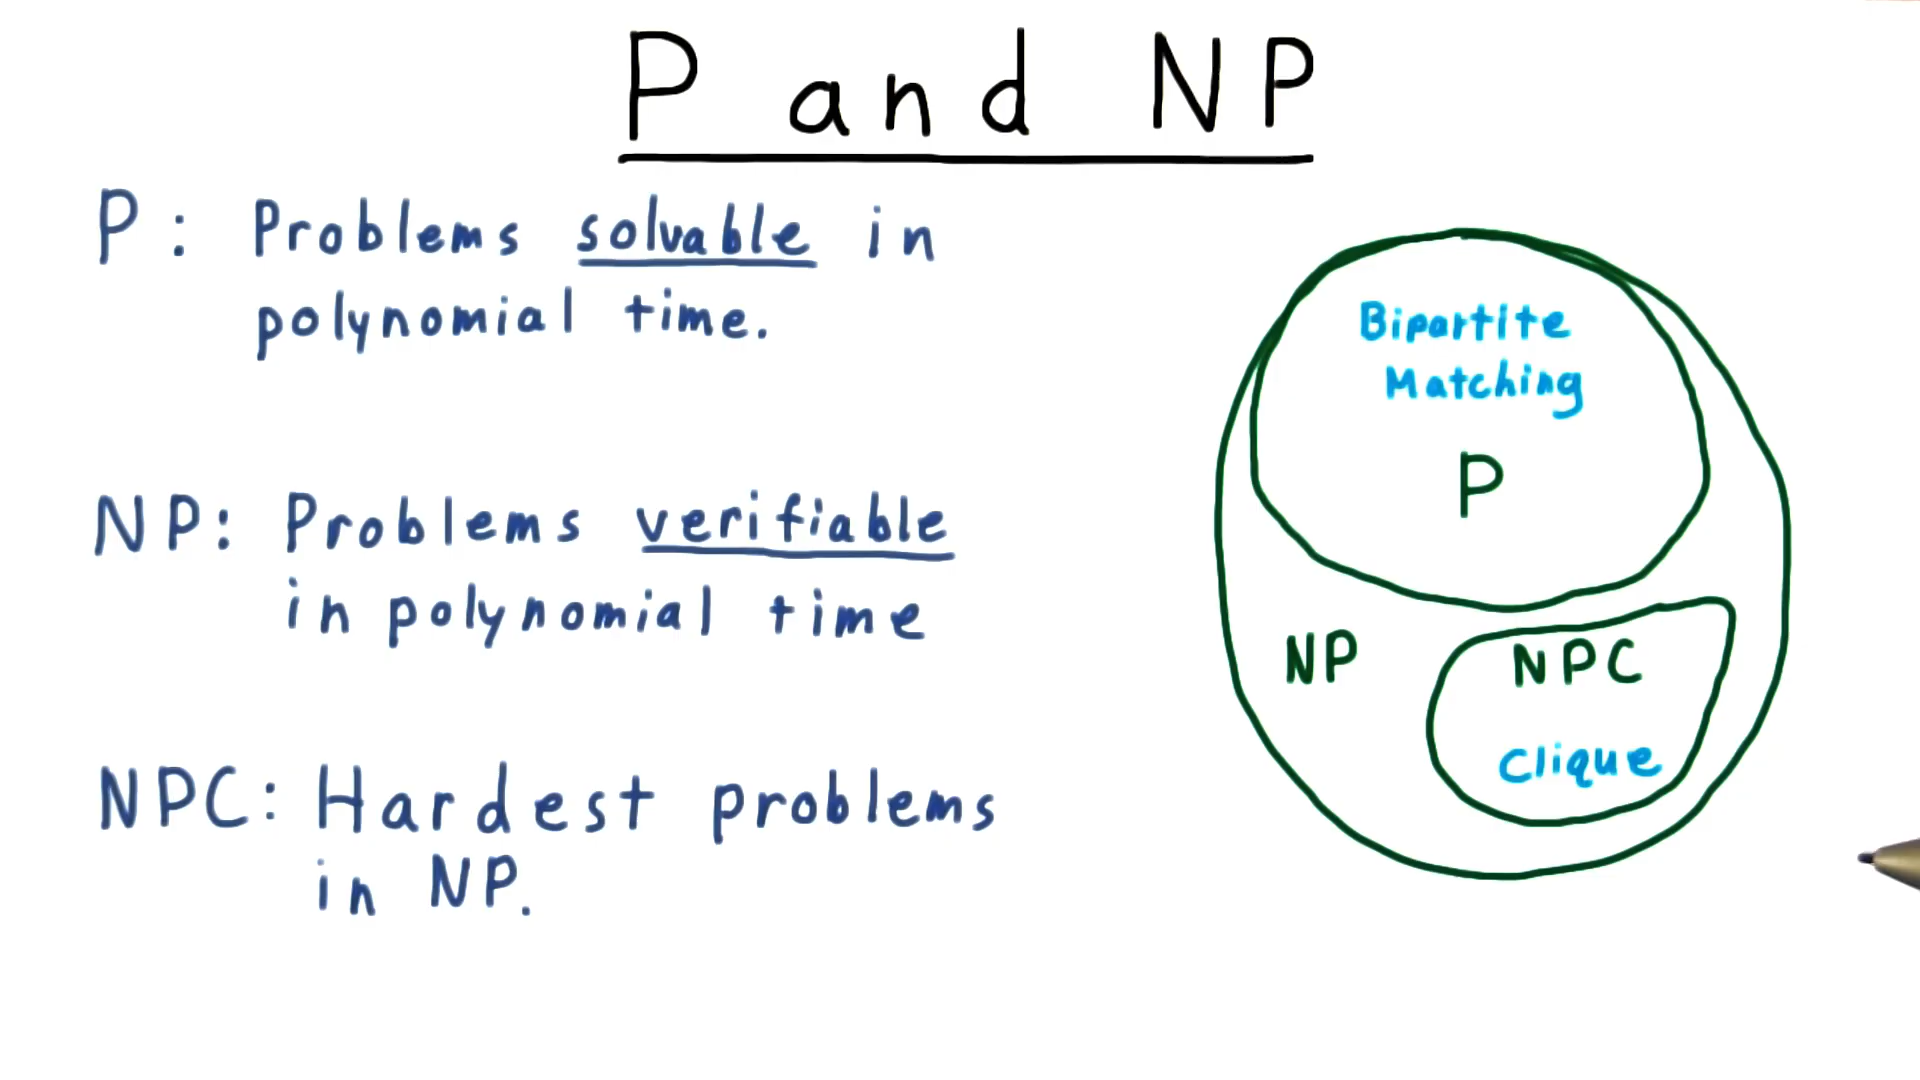 P and NP
P: Problems solvable in
polynomial time.
NP: Problems verifiable
in polynomial time
NPC: Hardest problems
in NP.
Bipartite
Matching
P
NP
NPC
Clique